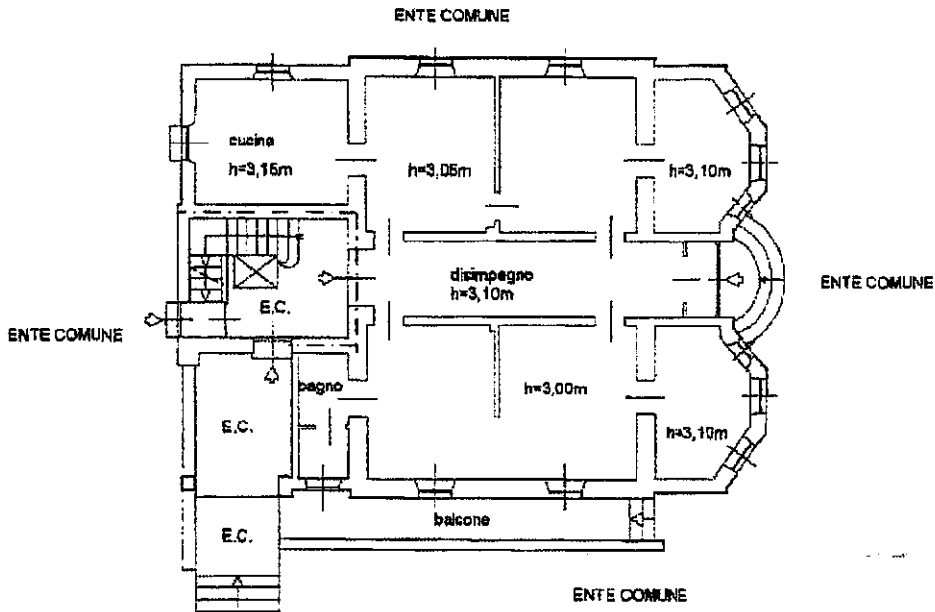 ENTE COMUNE
cucina
h=3,15m
h=3,05m
h=3,10m
disimpegno
h=3,10m
ENTE COMUNE
E.C.
ENTE COMUNE
bagno
h=3,00m
E.C.
h=3,10m
balcone
E.C.
ENTE COMUNE